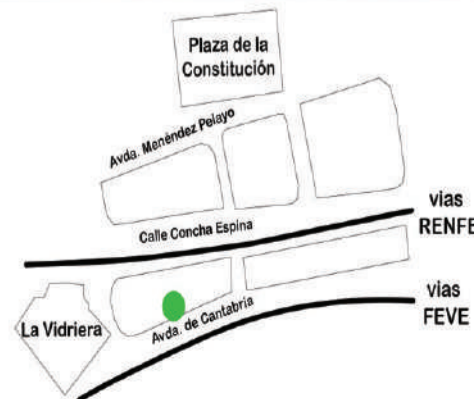 Plaza de la
Constitución
Avda. Menéndez Pelayo
Calle Concha Espina
vias
RENFE
La Vidriera
Avda. de Cantabria
vias
FEVE